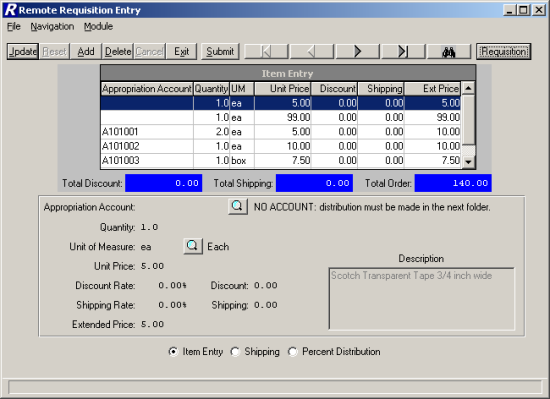 R Remote Requisition Entry
File Navigation Module
Update Reset Add Delete Cancel Exit Submit Requisition
Item Entry
Appropriation Account Quantity UM Unit Price Discount Shipping Ext Price
1.0 ea 5.00 0.00 0.00 5.00
1.0 ea 99.00 0.00 0.00 99.00
A101001 2.0 ea 5.00 0.00 0.00 10.00
A101002 1.0 ea 10.00 0.00 0.00 10.00
A101003 1.0 box 7.50 0.00 0.00 7.50
Total Discount: 0.00 Total Shipping: 0.00 Total Order: 140.00
Appropriation Account: NO ACCOUNT: distribution must be made in the next folder.
Quantity: 1.0
Unit of Measure: ea Each
Unit Price: 5.00
Description
Scotch Transparent Tape 3/4 inch wide
Discount Rate: 0.00% Discount: 0.00
Shipping Rate: 0.00% Shipping: 0.00
Extended Price: 5.00
Item Entry Shipping Percent Distribution